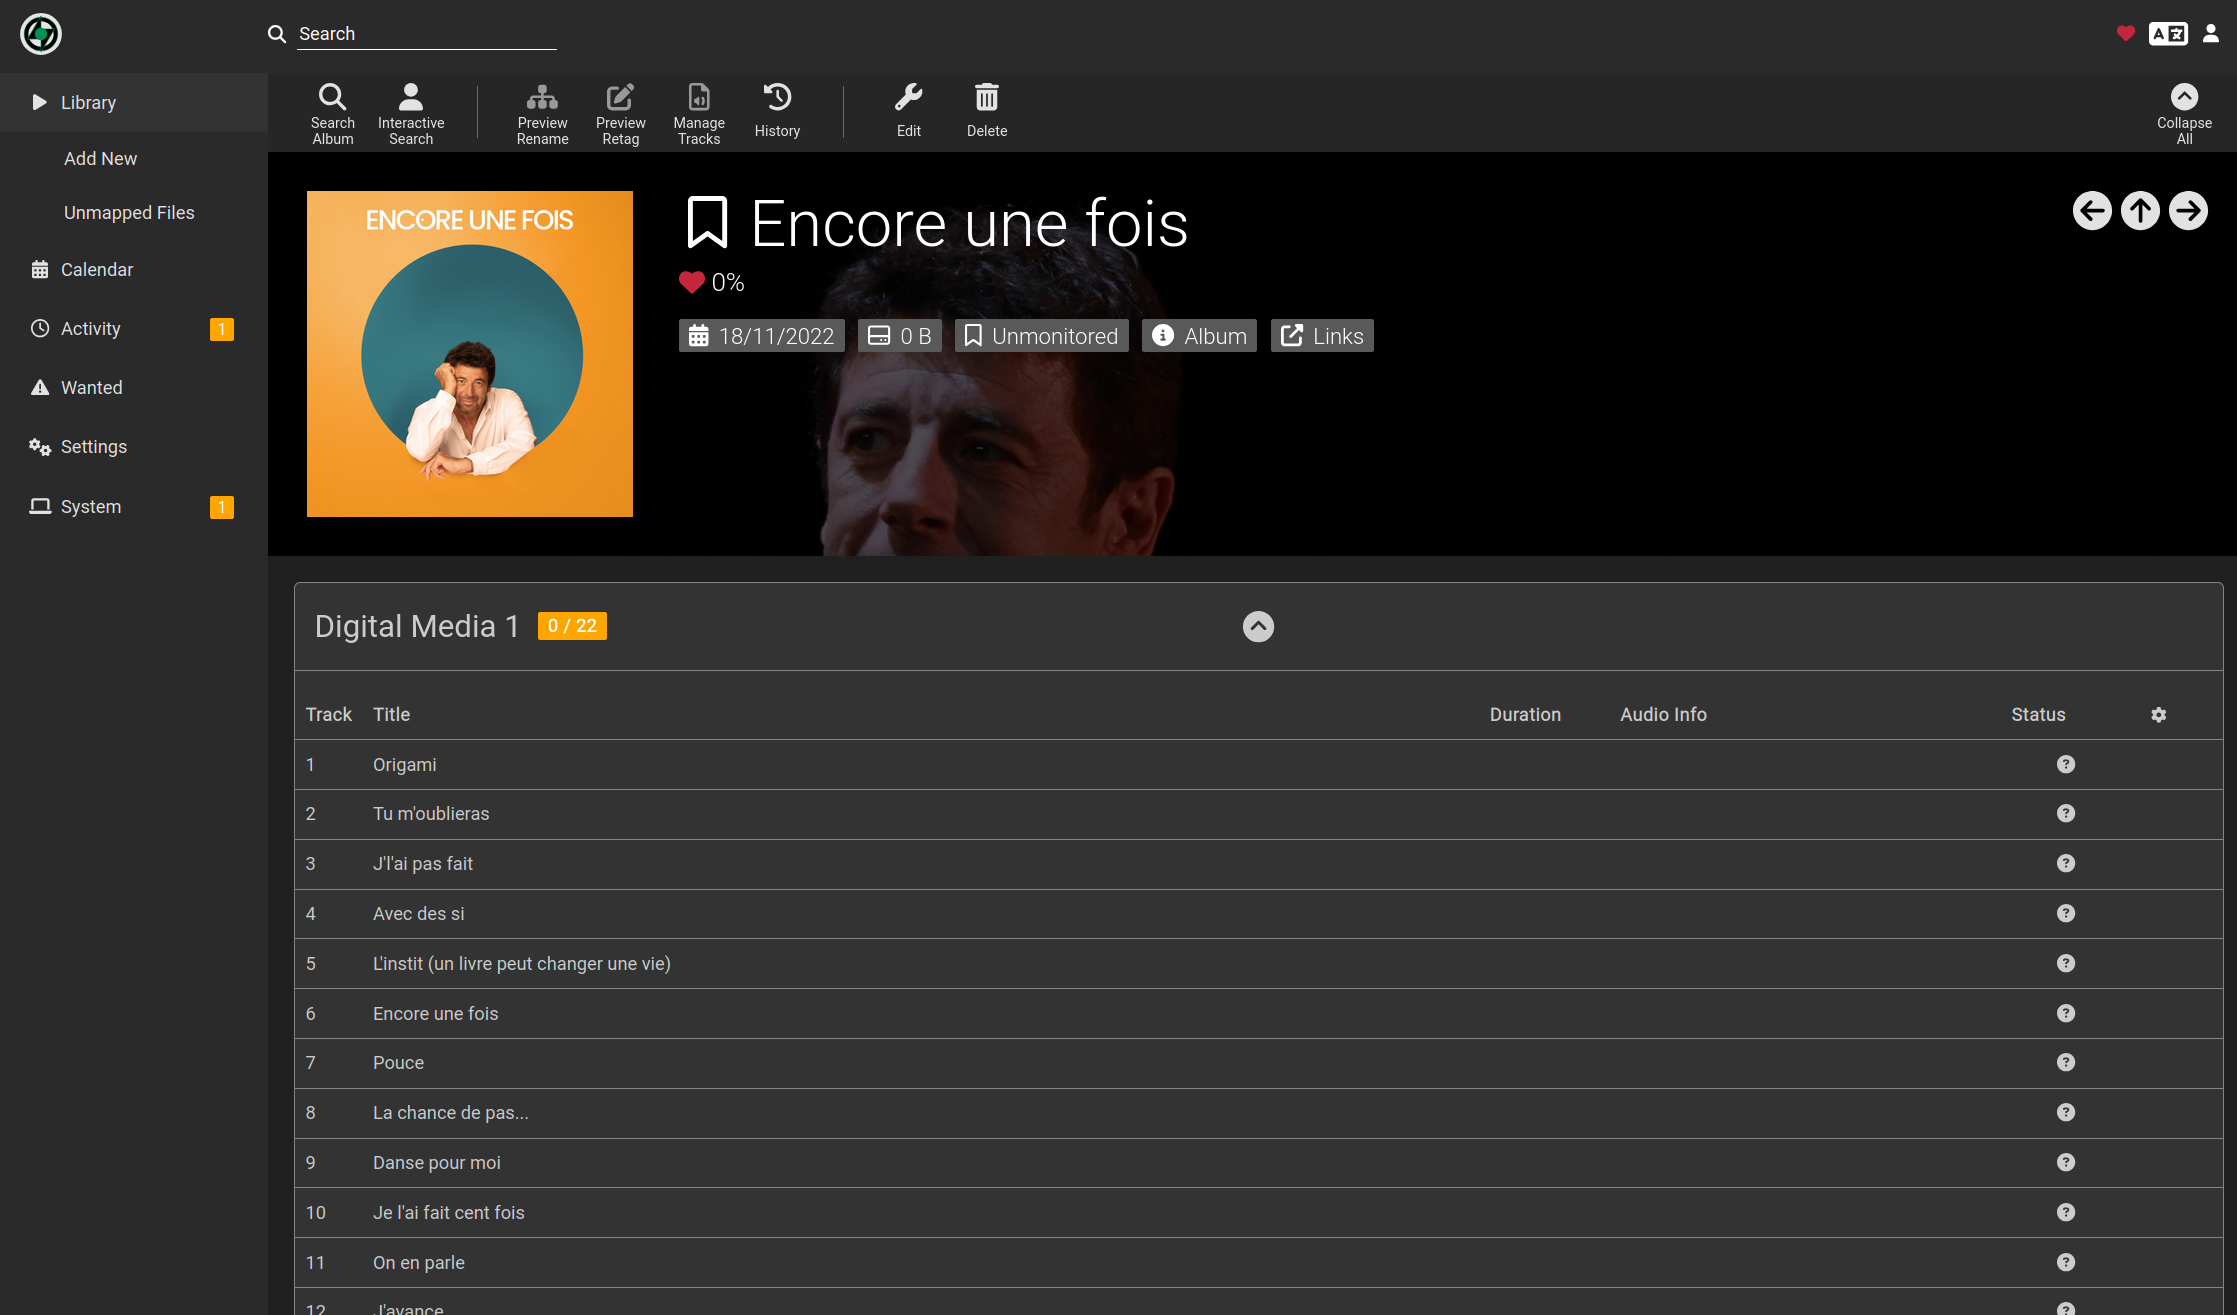 Search
Library
Add New
Unmapped Files
Calendar
Activity 1
Wanted
Settings
System 1
Search Album
Interactive Search
Preview Rename
Preview Retag
Manage Tracks
History
Edit
Delete
Collapse All
ENCORE UNE FOIS
Encore une fois
0%
18/11/2022 0 B Unmonitored Album Links
Digital Media 1 0 / 22
Track Title Duration Audio Info Status
1 Origami
2 Tu m'oublieras
3 J'l'ai pas fait
4 Avec des si
5 L'instit (un livre peut changer une vie)
6 Encore une fois
7 Pouce
8 La chance de pas...
9 Danse pour moi
10 Je l'ai fait cent fois
11 On en parle
12 J'avance